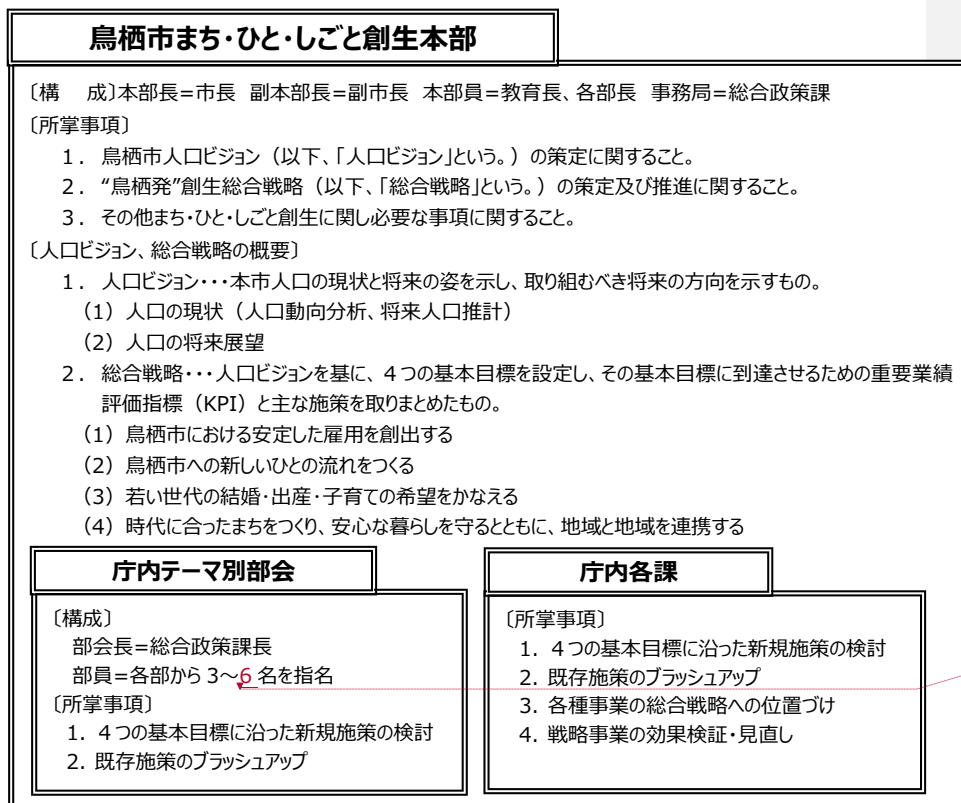 鳥栖市まち・ひと・しごと創生本部
〔構　成〕本部長=市長 副本部長=副市長 本部員=教育長、各部長 事務局=総合政策課
〔所掌事項〕
１． 鳥栖市人口ビジョン（以下、「人口ビジョン」という。）の策定に関すること。
２． “鳥栖発”創生総合戦略（以下、「総合戦略」という。）の策定及び推進に関すること。
３． その他まち・ひと・しごと創生に関し必要な事項に関すること。
〔人口ビジョン、総合戦略の概要〕
１． 人口ビジョン・・・本市人口の現状と将来の姿を示し、取り組むべき将来の方向を示すもの。
（1）人口の現状（人口動向分析、将来人口推計）
（2）人口の将来展望
２． 総合戦略・・・人口ビジョンを基に、４つの基本目標を設定し、その基本目標に到達させるための重要業績
評価指標（KPI）と主な施策を取りまとめたもの。
（1）鳥栖市における安定した雇用を創出する
（2）鳥栖市への新しいひとの流れをつくる
（3）若い世代の結婚・出産・子育ての希望をかなえる
（4）時代に合ったまちをつくり、安心な暮らしを守るとともに、地域と地域を連携する
庁内テーマ別部会
〔構成〕
部会長=総合政策課長
部員=各部から 3～6 名を指名
〔所掌事項〕
1. ４つの基本目標に沿った新規施策の検討
2. 既存施策のブラッシュアップ
庁内各課
〔所掌事項〕
1. ４つの基本目標に沿った新規施策の検討
2. 既存施策のブラッシュアップ
3. 各種事業の総合戦略への位置づけ
4. 戦略事業の効果検証・見直し